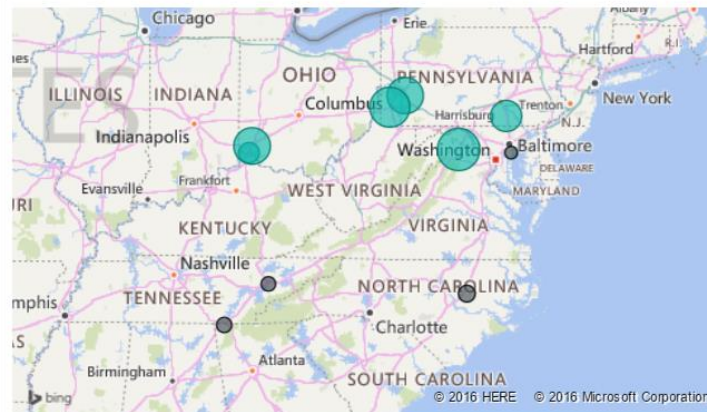 Chicago
Erie
Albany
Hartford
R.I.
OHIO
PENNSYLVANIA
ILLINOIS
INDIANA
Columbus
Harrisburg
Trenton
New York
N.J.
Indianapolis
Washington
Baltimore
DELAWARE
Evansville
Frankfort
WEST VIRGINIA
MARYLAND
KENTUCKY
VIRGINIA
Nashville
TENNESSEE
NORTH CAROLINA
mphis
Charlotte
Birmingham
Atlanta
SOUTH CAROLINA
bing
© 2016 HERE © 2016 Microsoft Corporation